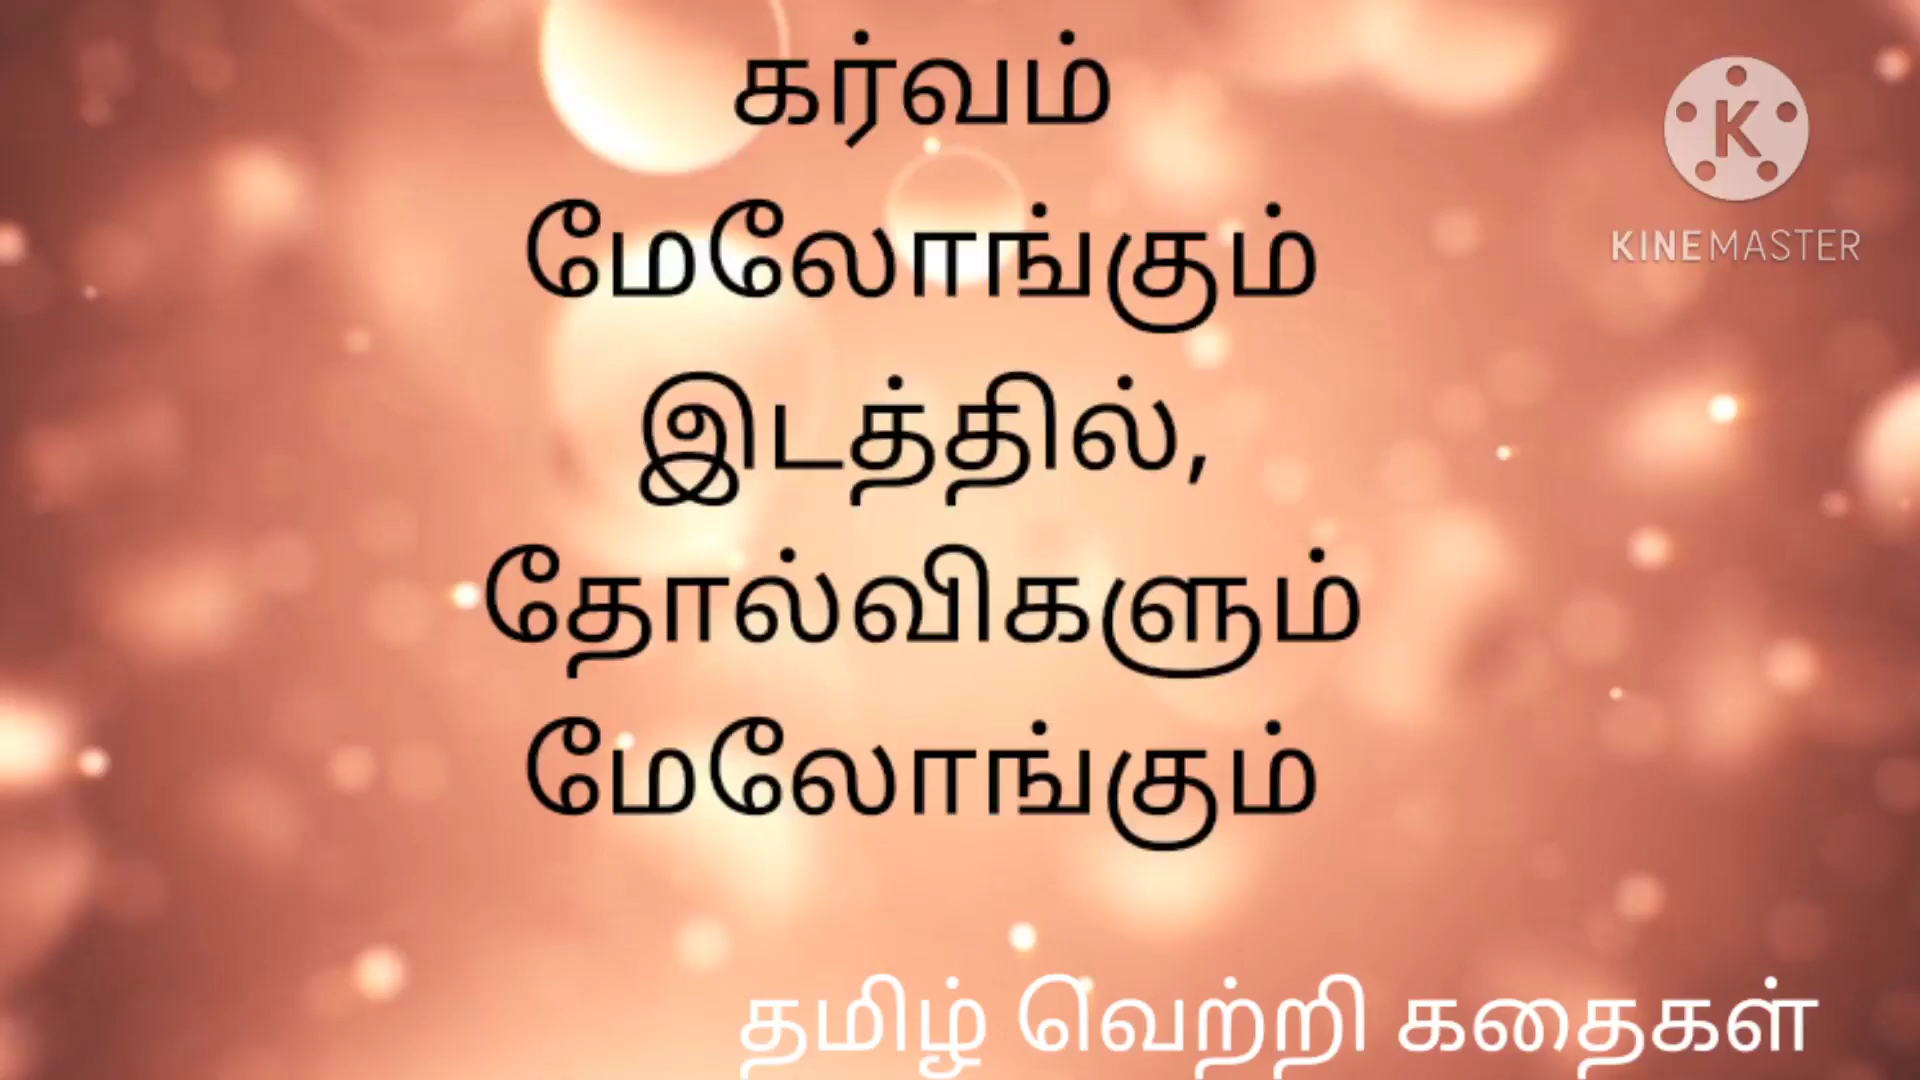 கர்வம்
மேலோங்கும்
இடத்தில்,
தோல்விகளும்
மேலோங்கும்
K
KINEMASTER
தமிழ் வெற்றி கதைகள்